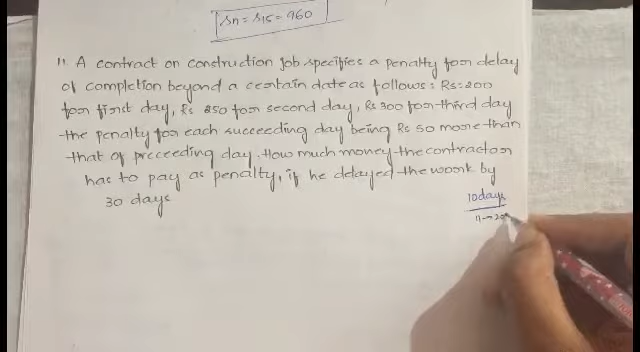 Sn = S15 = 960
11. A contract on construction job specifies a penalty for delay
of completion beyond a certain date as follows: Rs=200
for first day, Rs 250 for second day, Rs 300 for third day
the penalty for each succeeding day being Rs 50 more than
that of preceeding day. How much money the contractor
has to pay as penalty, if he delayed the work by
30 days
10 days